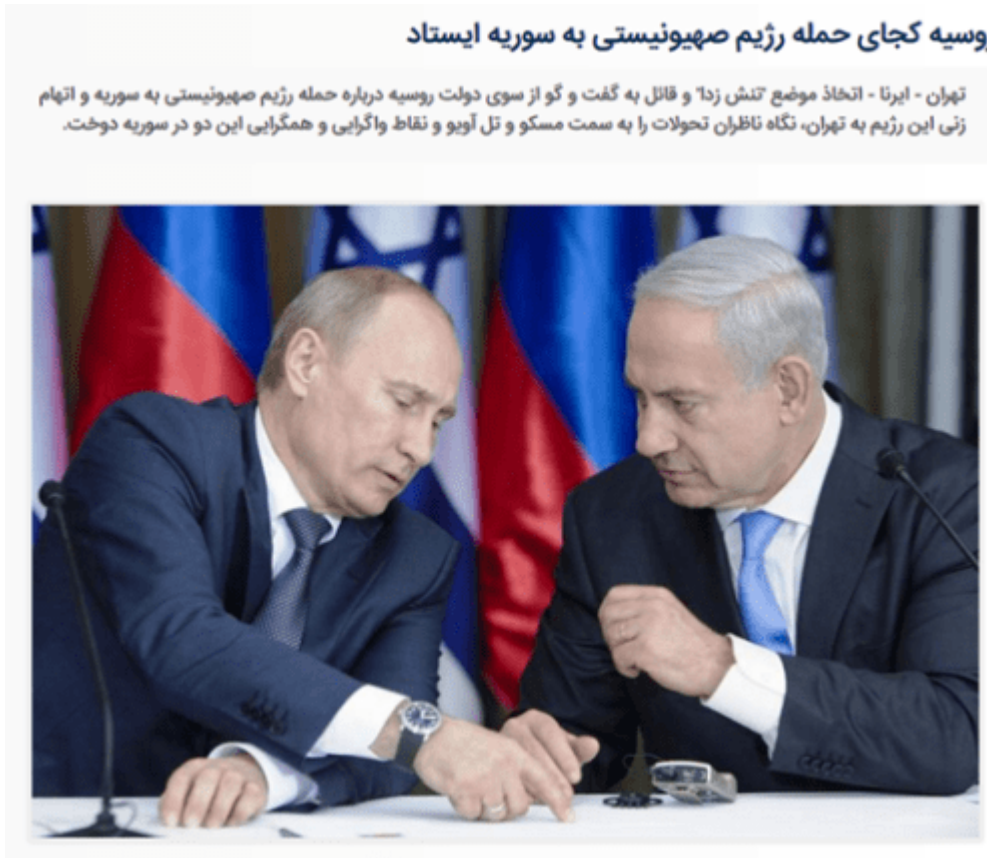 وسیه کجای حمله رژیم صهیونیستی به سوریه ایستاد
تهران - ایرنا - اتخاذ موضع "تنش زدا" و قائل به گفت و گو از سوی دولت روسیه درباره حمله رژیم صهیونیستی به سوریه و اتهام
زنی این رژیم به تهران، نگاه ناظران تحولات را به سمت مسکو و تل آویو و نقاط واگرایی و همگرایی این دو در سوریه دوخت.